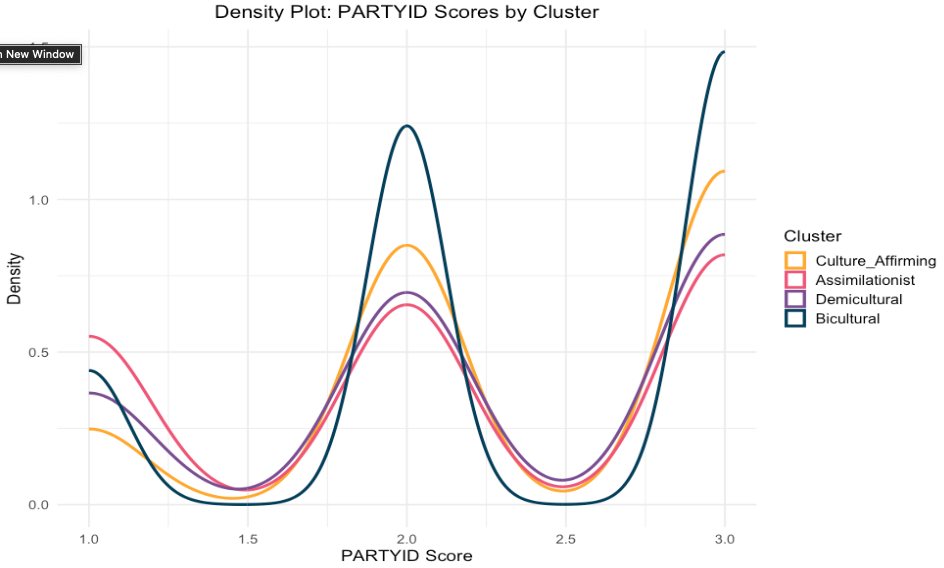 Density Plot: PARTYID Scores by Cluster
New Window
1.0
0.5
0.0
Density
1.0
1.5
2.0
2.5
3.0
PARTYID Score
Cluster
Culture_Affirming
Assimilationist
Demicultural
Bicultural